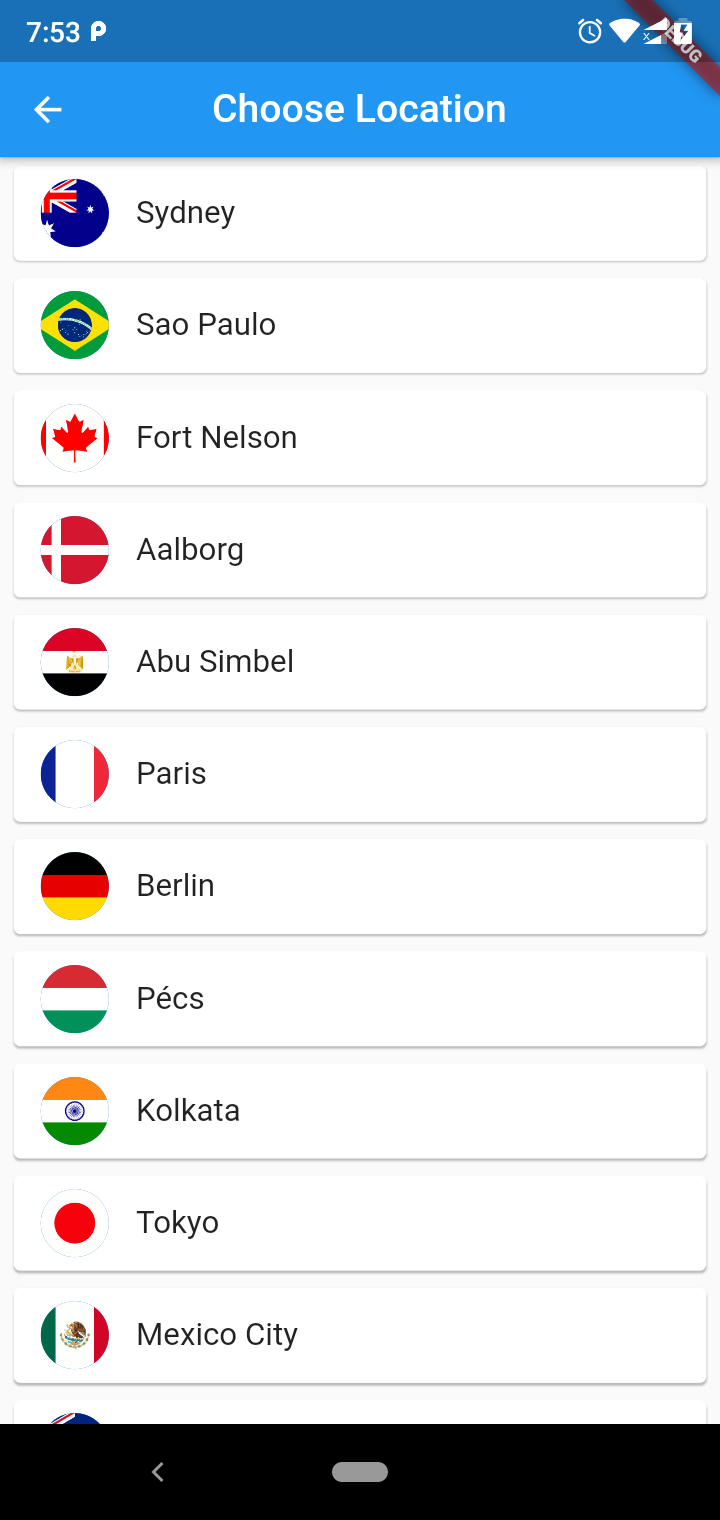 7:53
Choose Location
Sydney
Sao Paulo
Fort Nelson
Aalborg
Abu Simbel
Paris
Berlin
Pécs
Kolkata
Tokyo
Mexico City